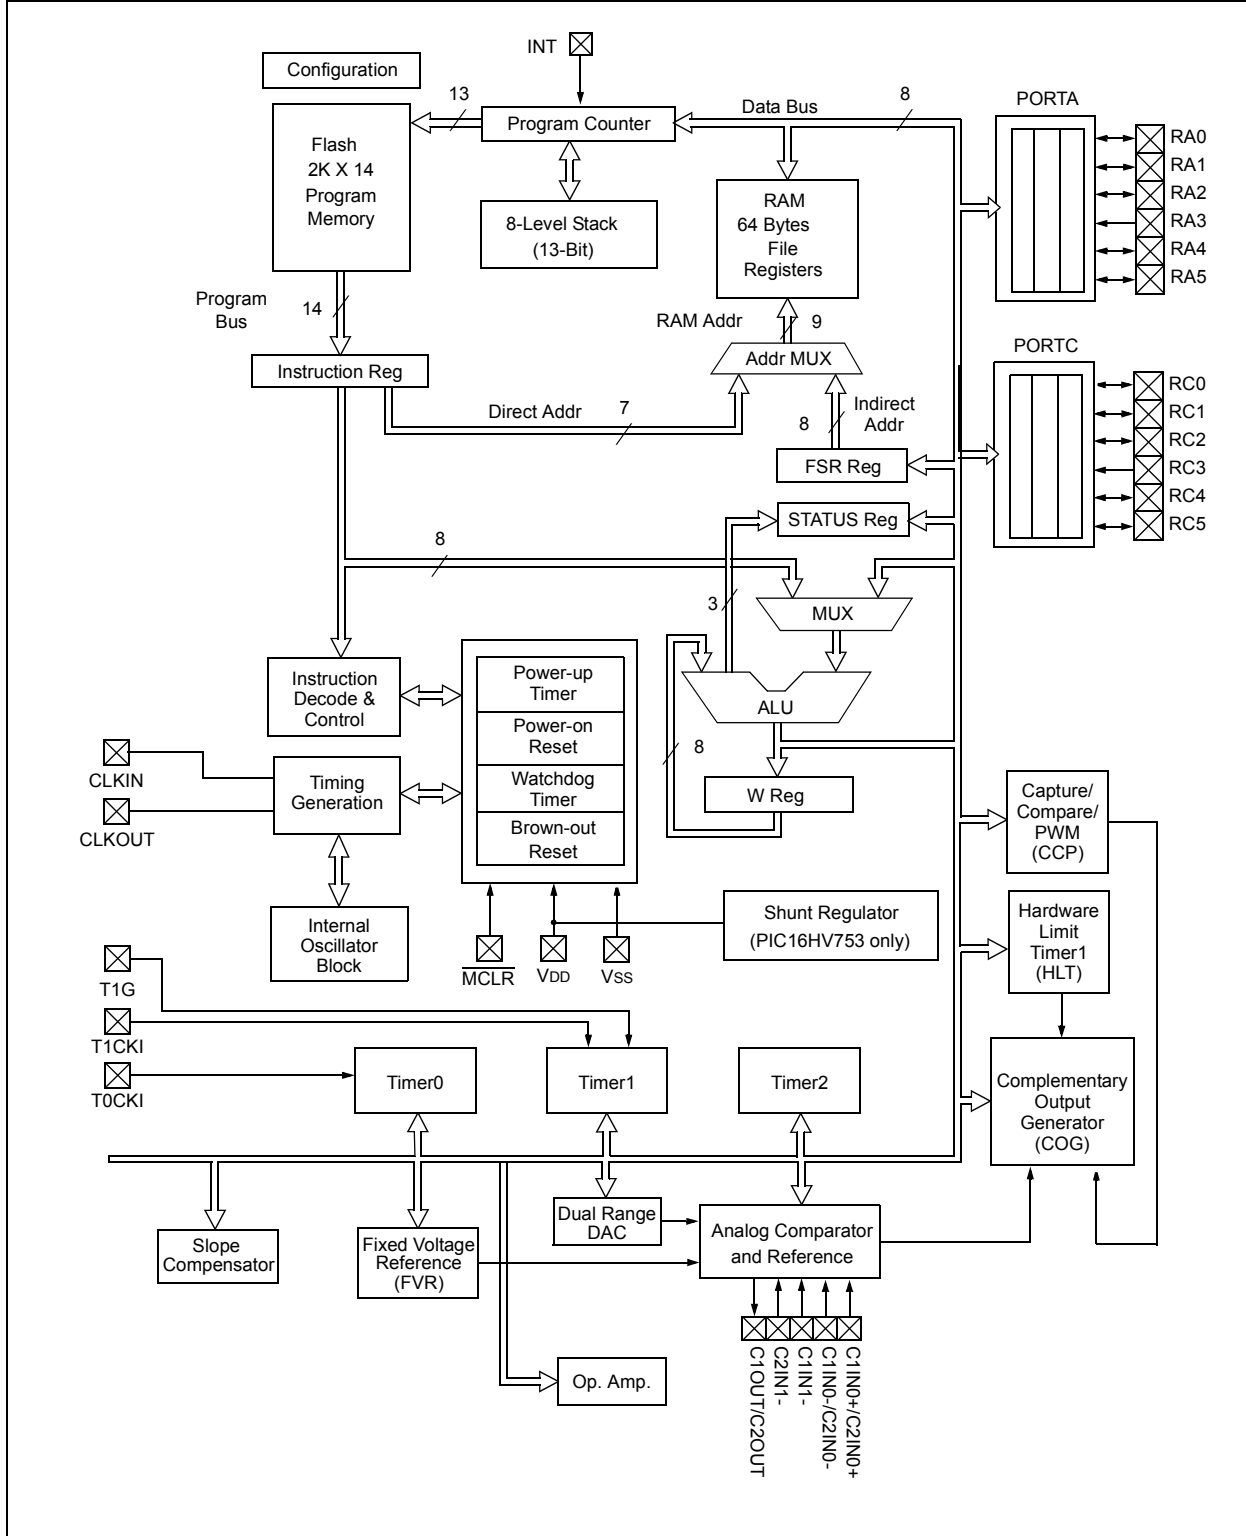 INT
Configuration
13
Data Bus
8
PORTA
Program Counter
Flash
2K X 14
Program
Memory
RA0
RA1
RA2
RA3
RA4
RA5
8-Level Stack
(13-Bit)
RAM
64 Bytes
File
Registers
Program
Bus
14
RAM Addr
9
Addr MUX
PORTC
Instruction Reg
Direct Addr
7
8
Indirect
Addr
RC0
RC1
RC2
RC3
RC4
RC5
FSR Reg
STATUS Reg
8
3
MUX
Instruction
Decode &
Control
Power-up
Timer
Power-on
Reset
Watchdog
Timer
Brown-out
Reset
ALU
8
W Reg
CLKIN
CLKOUT
Timing
Generation
Capture/
Compare/
PWM
(CCP)
Internal
Oscillator
Block
MCLR
VDD
VSS
Shunt Regulator
(PIC16HV753 only)
Hardware
Limit
Timer1
(HLT)
T1G
T1CKI
T0CKI
Timer0
Timer1
Timer2
Complementary
Output
Generator
(COG)
Slope
Compensator
Fixed Voltage
Reference
(FVR)
Dual Range
DAC
Analog Comparator
and Reference
Op. Amp.
C1OUT/C2OUT
C2IN1-
C1IN1-
C1IN0-/C2IN0-
C1IN0+/C2IN0+